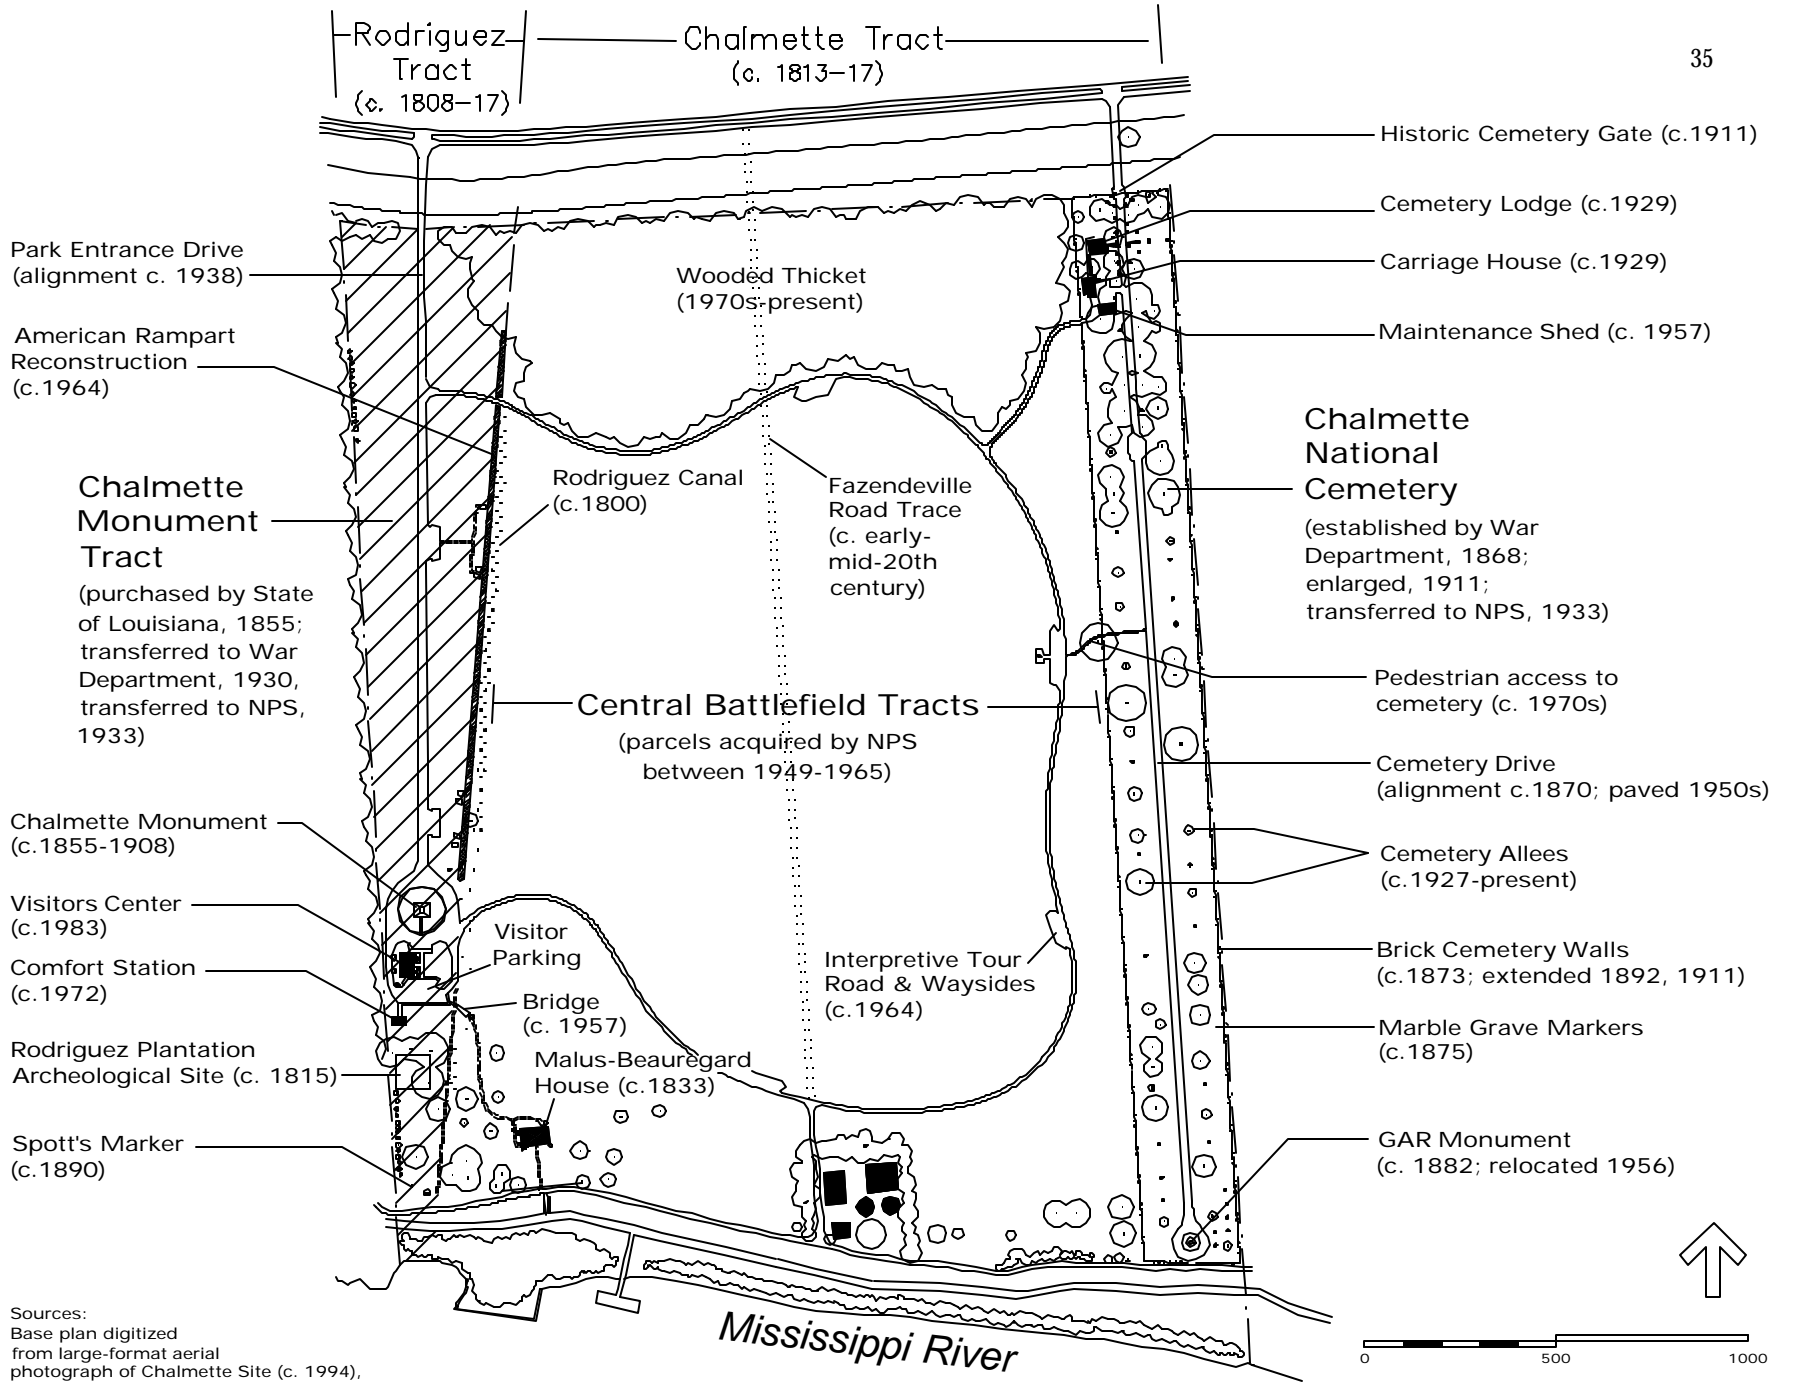 Rodriguez
Tract
(c. 1808-17)
Chalmette Tract
(c. 1813-17)
35
Park Entrance Drive
(alignment c. 1938)
American Rampart
Reconstruction
(c.1964)
Chalmette
Monument
Tract
(purchased by State
of Louisiana, 1855;
transferred to War
Department, 1930,
transferred to NPS,
1933)
Chalmette Monument
(c.1855-1908)
Visitors Center
(c.1983)
Comfort Station
(c.1972)
Rodriguez Plantation
Archeological Site (c. 1815)
Spott's Marker
(c.1890)
Wooded Thicket
(1970s-present)
Rodriguez Canal
(c.1800)
Fazendeville
Road Trace
(c. early-
mid-20th
century)
Central Battlefield Tracts
(parcels acquired by NPS
between 1949-1965)
Visitor
Parking
Bridge
(c. 1957)
Malus-Beauregard
House (c.1833)
Interpretive Tour
Road & Waysides
(c.1964)
Historic Cemetery Gate (c.1911)
Cemetery Lodge (c.1929)
Carriage House (c.1929)
Maintenance Shed (c. 1957)
Chalmette
National
Cemetery
(established by War
Department, 1868;
enlarged, 1911;
transferred to NPS, 1933)
Pedestrian access to
cemetery (c. 1970s)
Cemetery Drive
(alignment c.1870; paved 1950s)
Cemetery Allees
(c.1927-present)
Brick Cemetery Walls
(c.1873; extended 1892, 1911)
Marble Grave Markers
(c.1875)
GAR Monument
(c. 1882; relocated 1956)
Mississippi River
Sources:
Base plan digitized
from large-format aerial
photograph of Chalmette Site (c. 1994),
0 500 1000